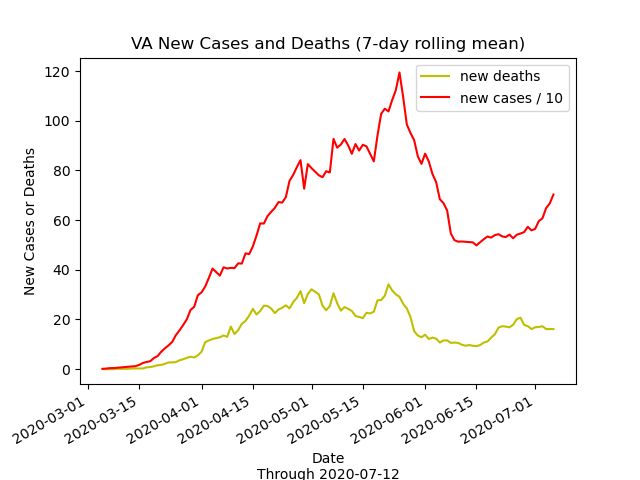 VA New Cases and Deaths (7-day rolling mean)
new deaths
new cases / 10
New Cases or Deaths
120
100
80
60
40
20
0
2020-03-01
2020-03-15
2020-04-01
2020-04-15
2020-05-01
2020-05-15
2020-06-01
2020-06-15
2020-07-01
Date
Through 2020-07-12